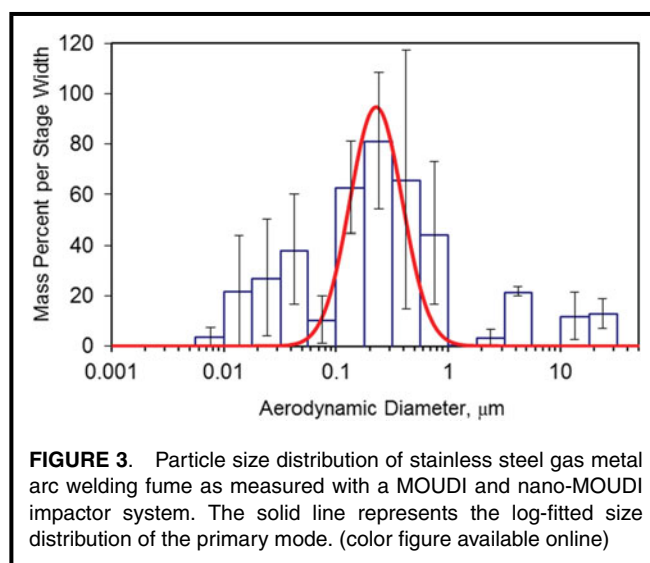 120
100
80
60
40
20
0
Mass Percent per Stage Width
0.001 0.01 0.1 1 10
Aerodynamic Diameter, μm
FIGURE 3. Particle size distribution of stainless steel gas metal
arc welding fume as measured with a MOUDI and nano-MOUDI
impactor system. The solid line represents the log-fitted size
distribution of the primary mode. (color figure available online)